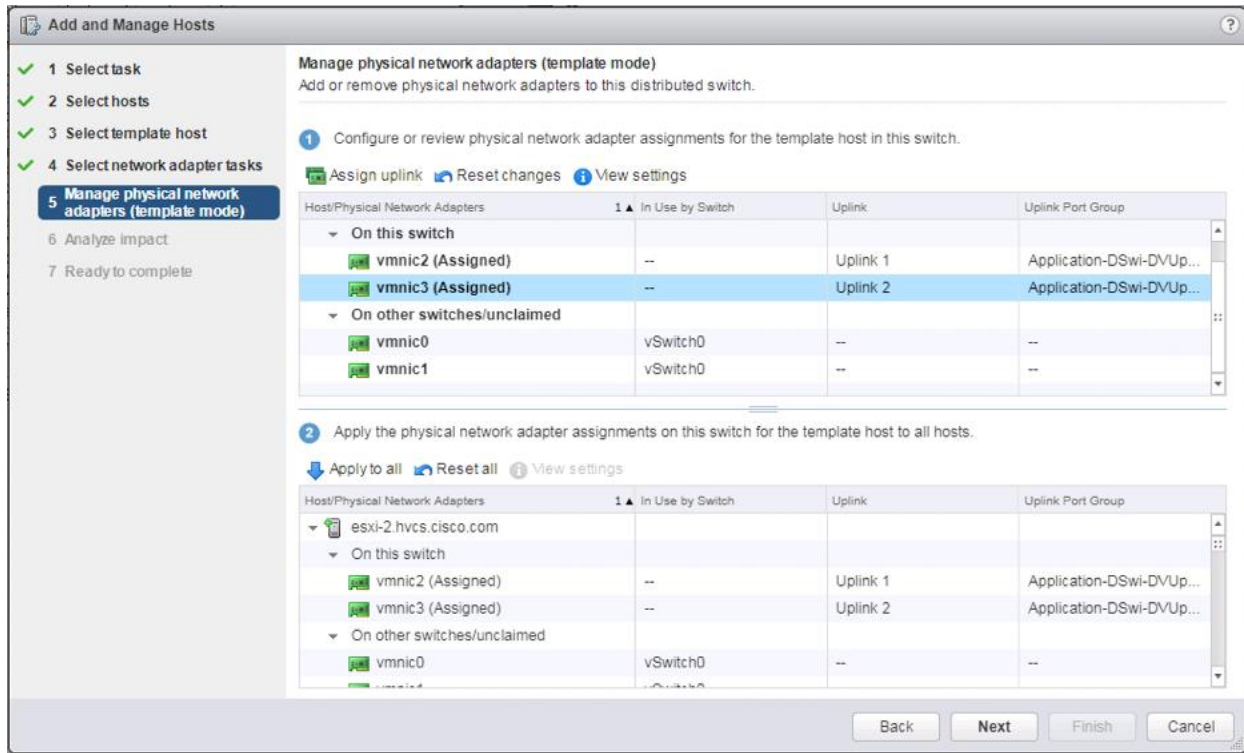 Add and Manage Hosts
?
1 Select task
2 Select hosts
3 Select template host
4 Select network adapter tasks
5 Manage physical network
adapters (template mode)
6 Analyze impact
7 Ready to complete
Manage physical network adapters (template mode)
Add or remove physical network adapters to this distributed switch.
1 Configure or review physical network adapter assignments for the template host in this switch.
Assign uplink Reset changes View settings
Host/Physical Network Adapters 1 ▲ In Use by Switch Uplink Uplink Port Group
On this switch
vmnic2 (Assigned) -- Uplink 1 Application-DSwi-DVUp...
vmnic3 (Assigned) -- Uplink 2 Application-DSwi-DVUp...
On other switches/unclaimed
vmnic0 vSwitch0 -- --
vmnic1 vSwitch0 -- --
2 Apply the physical network adapter assignments on this switch for the template host to all hosts.
Apply to all Reset all View settings
Host/Physical Network Adapters 1 ▲ In Use by Switch Uplink Uplink Port Group
esxi-2.hvcs.cisco.com
On this switch
vmnic2 (Assigned) -- Uplink 1 Application-DSwi-DVUp...
vmnic3 (Assigned) -- Uplink 2 Application-DSwi-DVUp...
On other switches/unclaimed
vmnic0 vSwitch0 -- --
Back Next Finish Cancel